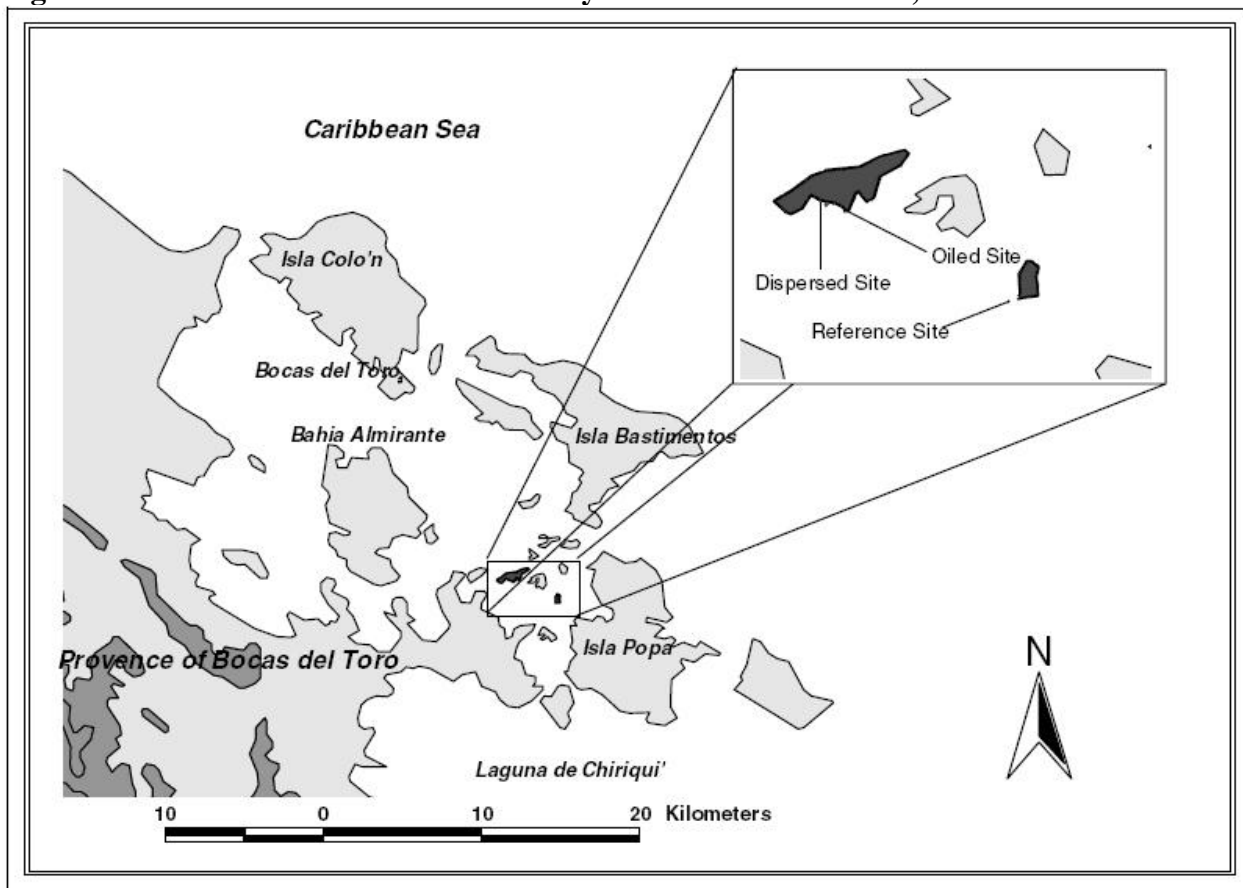 Caribbean Sea
Isla Colo'n
Oiled Site
Dispersed Site
Reference Site
Bocas del Toro
Bahia Almirante
Isla Bastimentos
Provence of Bocas del Toro
Isla Popa
N
Laguna de Chiriqui'
10 0 10 20 Kilometers